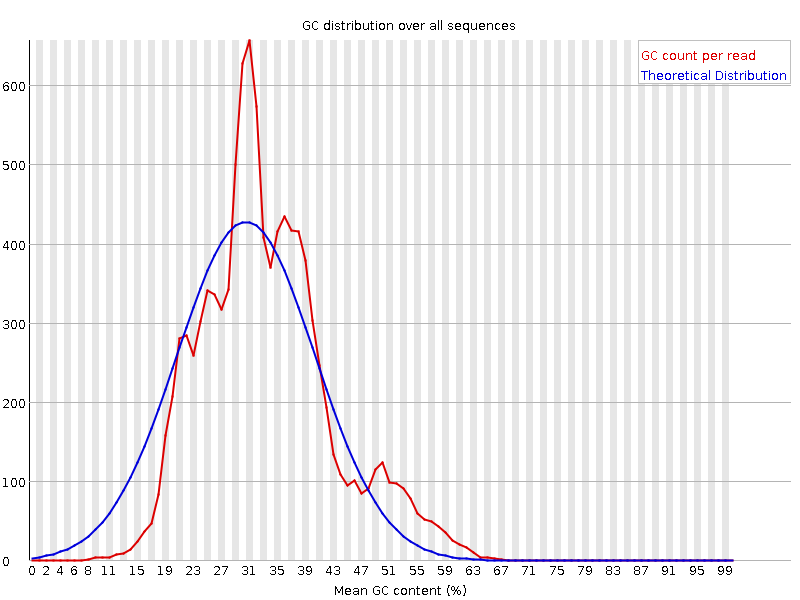 GC distribution over all sequences
GC count per read
Theoretical Distribution
600
500
400
300
200
100
0
0 2 4 6 8 11 15 19 23 27 31 35 39 43 47 51 55 59 63 67 71 75 79 83 87 91 95 99
Mean GC content (%)